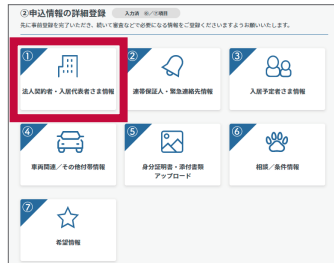 ②申込情報の詳細登録 入力済 ※／※項目
先に事前登録を完了いただき、続いて審査などで必要になる情報をご登録くださいますようお願いいたします。
①
法人契約者・入居代表者さま情報
②
連帯保証人・緊急連絡先情報
③
入居予定者さま情報
④
車両関連／その他付帯情報
⑤
身分証明書・添付書類
アップロード
⑥
相談／条件情報
⑦
希望情報